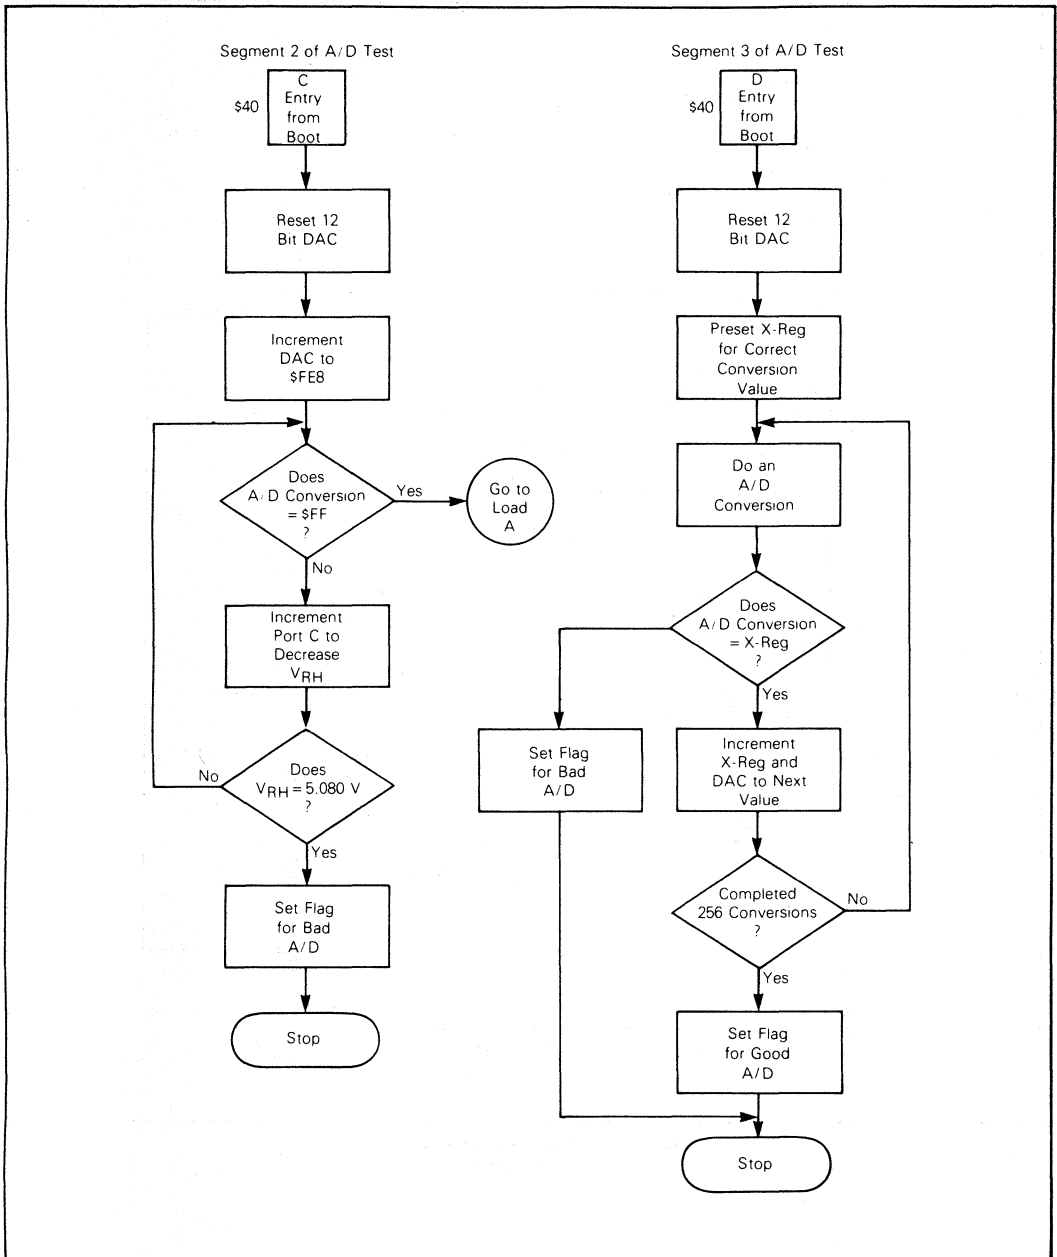 Segment 2 of A/D Test
C
Entry
from
Boot
$40
Reset 12
Bit DAC
Increment
DAC to
$FE8
Does
A/D Conversion
= $FF
?
Yes
Go to
Load
A
No
Increment
Port C to
Decrease
VRH
Does
VRH = 5.080 V
?
No
Yes
Set Flag
for Bad
A/D
Stop
Segment 3 of A/D Test
D
Entry
from
Boot
$40
Reset 12
Bit DAC
Preset X-Reg
for Correct
Conversion
Value
Do an
A/D
Conversion
Does
A/D Conversion
= X-Reg
?
Yes
Set Flag
for Bad
A/D
Increment
X-Reg and
DAC to Next
Value
Completed
256 Conversions
?
No
Yes
Set Flag
for Good
A/D
Stop